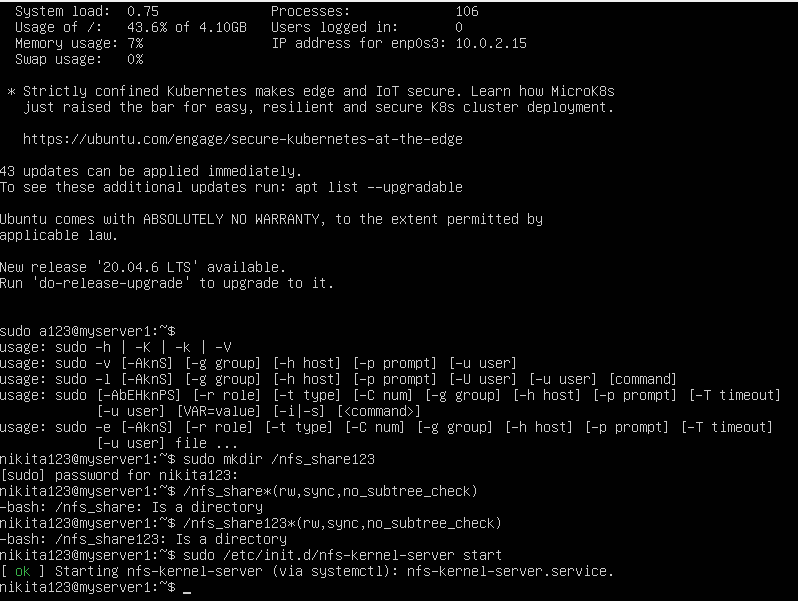 System load:  0.75              Processes:             106
Usage of /:   43.6% of 4.10GB   Users logged in:       0
Memory usage: 7%                IP address for enp0s3: 10.0.2.15
Swap usage:   0%
* Strictly confined Kubernetes makes edge and IoT secure. Learn how MicroK8s
just raised the bar for easy, resilient and secure K8s cluster deployment.
https://ubuntu.com/engage/secure-kubernetes-at-the-edge
43 updates can be applied immediately.
To see these additional updates run: apt list --upgradable
Ubuntu comes with ABSOLUTELY NO WARRANTY, to the extent permitted by
applicable law.
New release '20.04.6 LTS' available.
Run 'do-release-upgrade' to upgrade to it.
sudo a123@myserver1:~$
usage: sudo -h | -K | -k | -V
usage: sudo -v [-AknS] [-g group] [-h host] [-p prompt] [-u user]
usage: sudo -l [-AknS] [-g group] [-h host] [-p prompt] [-U user] [-u user] [command]
usage: sudo [-AbEHknPS] [-r role] [-t type] [-C num] [-g group] [-h host] [-p prompt] [-T timeout]
[-u user] [VAR=value] [-i|-s] [<command>]
usage: sudo -e [-AknS] [-r role] [-t type] [-C num] [-g group] [-h host] [-p prompt] [-T timeout]
[-u user] file ...
nikita123@myserver1:~$ sudo mkdir /nfs_share123
[sudo] password for nikita123:
nikita123@myserver1:~$ /nfs_share*(rw,sync,no_subtree_check)
-bash: /nfs_share: Is a directory
nikita123@myserver1:~$ /nfs_share123*(rw,sync,no_subtree_check)
-bash: /nfs_share123: Is a directory
nikita123@myserver1:~$ sudo /etc/init.d/nfs-kernel-server start
[ ok ] Starting nfs-kernel-server (via systemctl): nfs-kernel-server.service.
nikita123@myserver1:~$ _